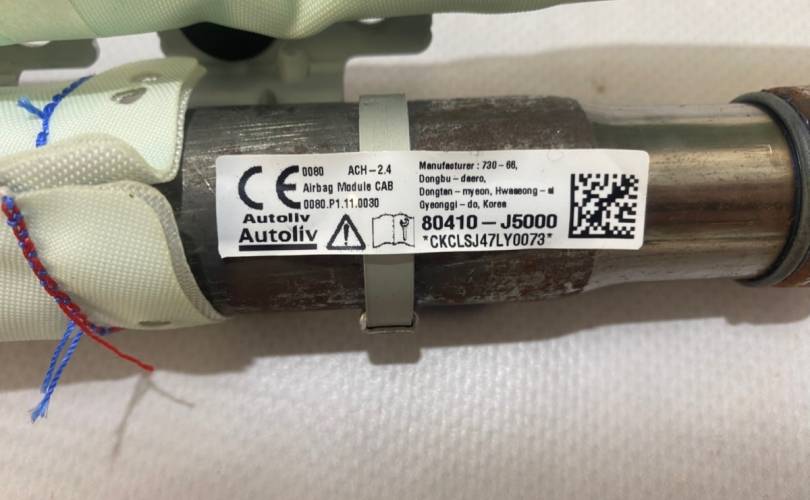 CE 0080 ACH-2.4
Airbag Module CAB
0080.P1.11.0030
Autoliv
Autoliv
Manufacturer : 730-66,
Dongbu-daero,
Dongtan-myeon, Hwaseong-si
Gyeonggi-do, Korea
80410-J5000
*CKCLSJ47LY0073*